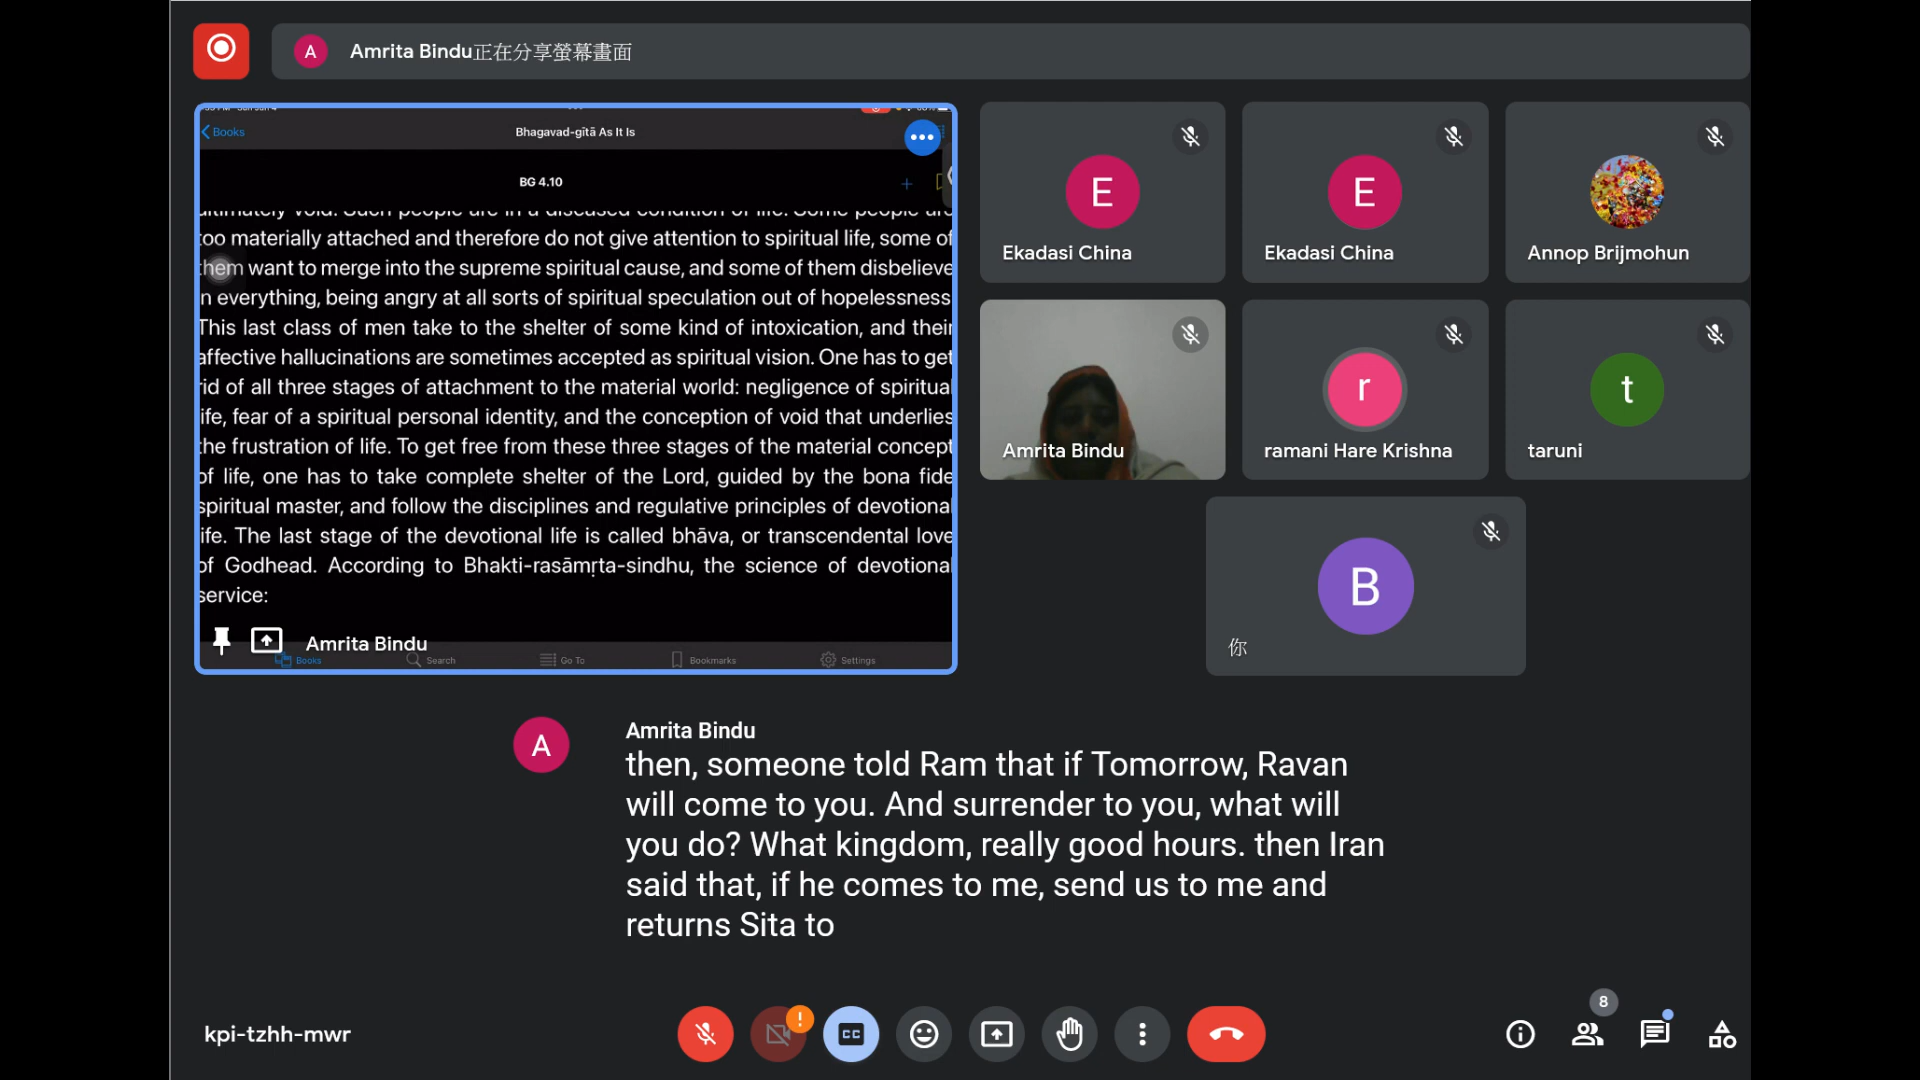 A Amrita Bindu正在分享螢幕畫面
Books
Bhagavad-gītā As It Is
BG 4.10
ultimately void. Such people are in a diseased condition of life. Some people are
too materially attached and therefore do not give attention to spiritual life, some of
them want to merge into the supreme spiritual cause, and some of them disbelieve
n everything, being angry at all sorts of spiritual speculation out of hopelessness
This last class of men take to the shelter of some kind of intoxication, and their
affective hallucinations are sometimes accepted as spiritual vision. One has to get
rid of all three stages of attachment to the material world: negligence of spiritual
life, fear of a spiritual personal identity, and the conception of void that underlies
the frustration of life. To get free from these three stages of the material concept
of life, one has to take complete shelter of the Lord, guided by the bona fide
spiritual master, and follow the disciplines and regulative principles of devotional
life. The last stage of the devotional life is called bhāva, or transcendental love
of Godhead. According to Bhakti-rasāmṛta-sindhu, the science of devotional
service:
Amrita Bindu
Books Search Go To Bookmarks Settings
E
Ekadasi China
E
Ekadasi China
Annop Brijmohun
Amrita Bindu
r
ramani Hare Krishna
t
taruni
B
你
A
Amrita Bindu
then, someone told Ram that if Tomorrow, Ravan
will come to you. And surrender to you, what will
you do? What kingdom, really good hours. then Iran
said that, if he comes to me, send us to me and
returns Sita to
kpi-tzhh-mwr
!
CC
8